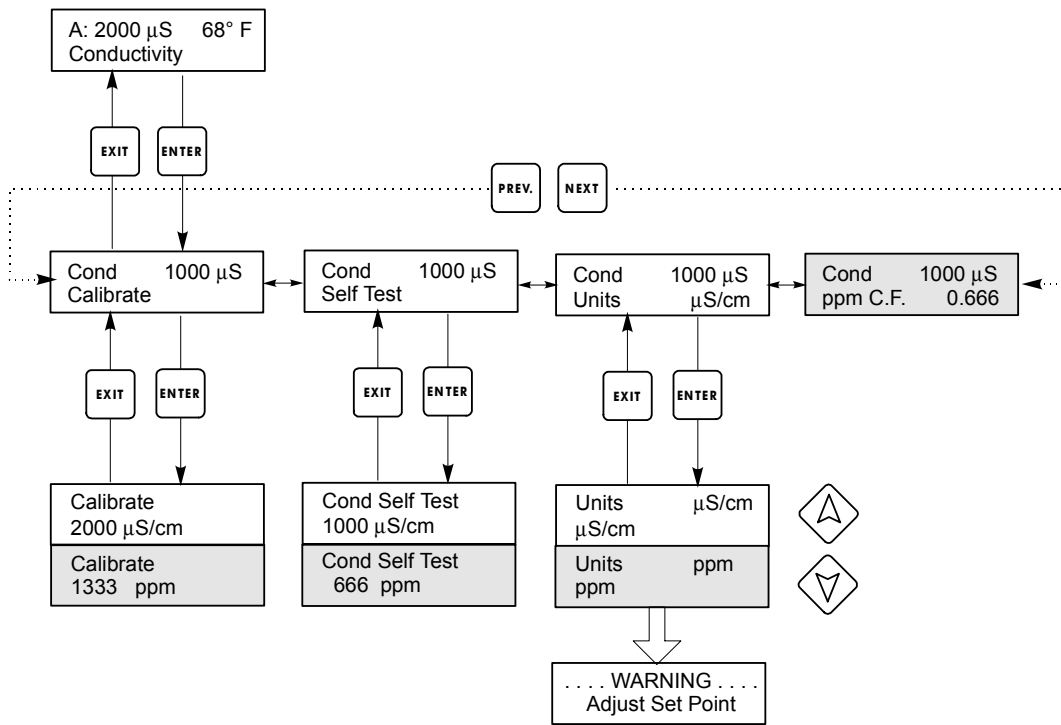 A: 2000 μS 68° F
Conductivity
EXIT
ENTER
PREV.
NEXT
Cond 1000 μS
Calibrate
Cond 1000 μS
Self Test
Cond 1000 μS
Units μS/cm
Cond 1000 μS
ppm C.F. 0.666
EXIT
ENTER
EXIT
ENTER
EXIT
ENTER
Calibrate
2000 μS/cm
Calibrate
1333 ppm
Cond Self Test
1000 μS/cm
Cond Self Test
666 ppm
Units μS/cm
μS/cm
Units ppm
ppm
. . . . WARNING . . . .
Adjust Set Point